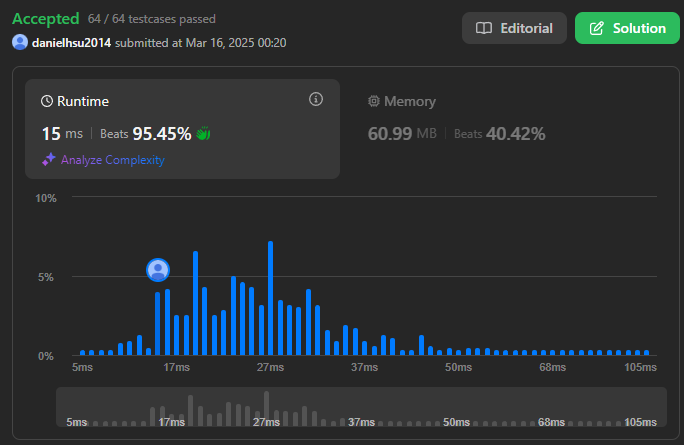 Accepted 64 / 64 testcases passed
danielhsu2014 submitted at Mar 16, 2025 00:20
Editorial
Solution
Runtime
15 ms | Beats 95.45%
Analyze Complexity
Memory
60.99 MB | Beats 40.42%
10%
5%
0%
5ms 17ms 27ms 37ms 50ms 68ms 105ms
5ms 17ms 27ms 37ms 50ms 68ms 105ms